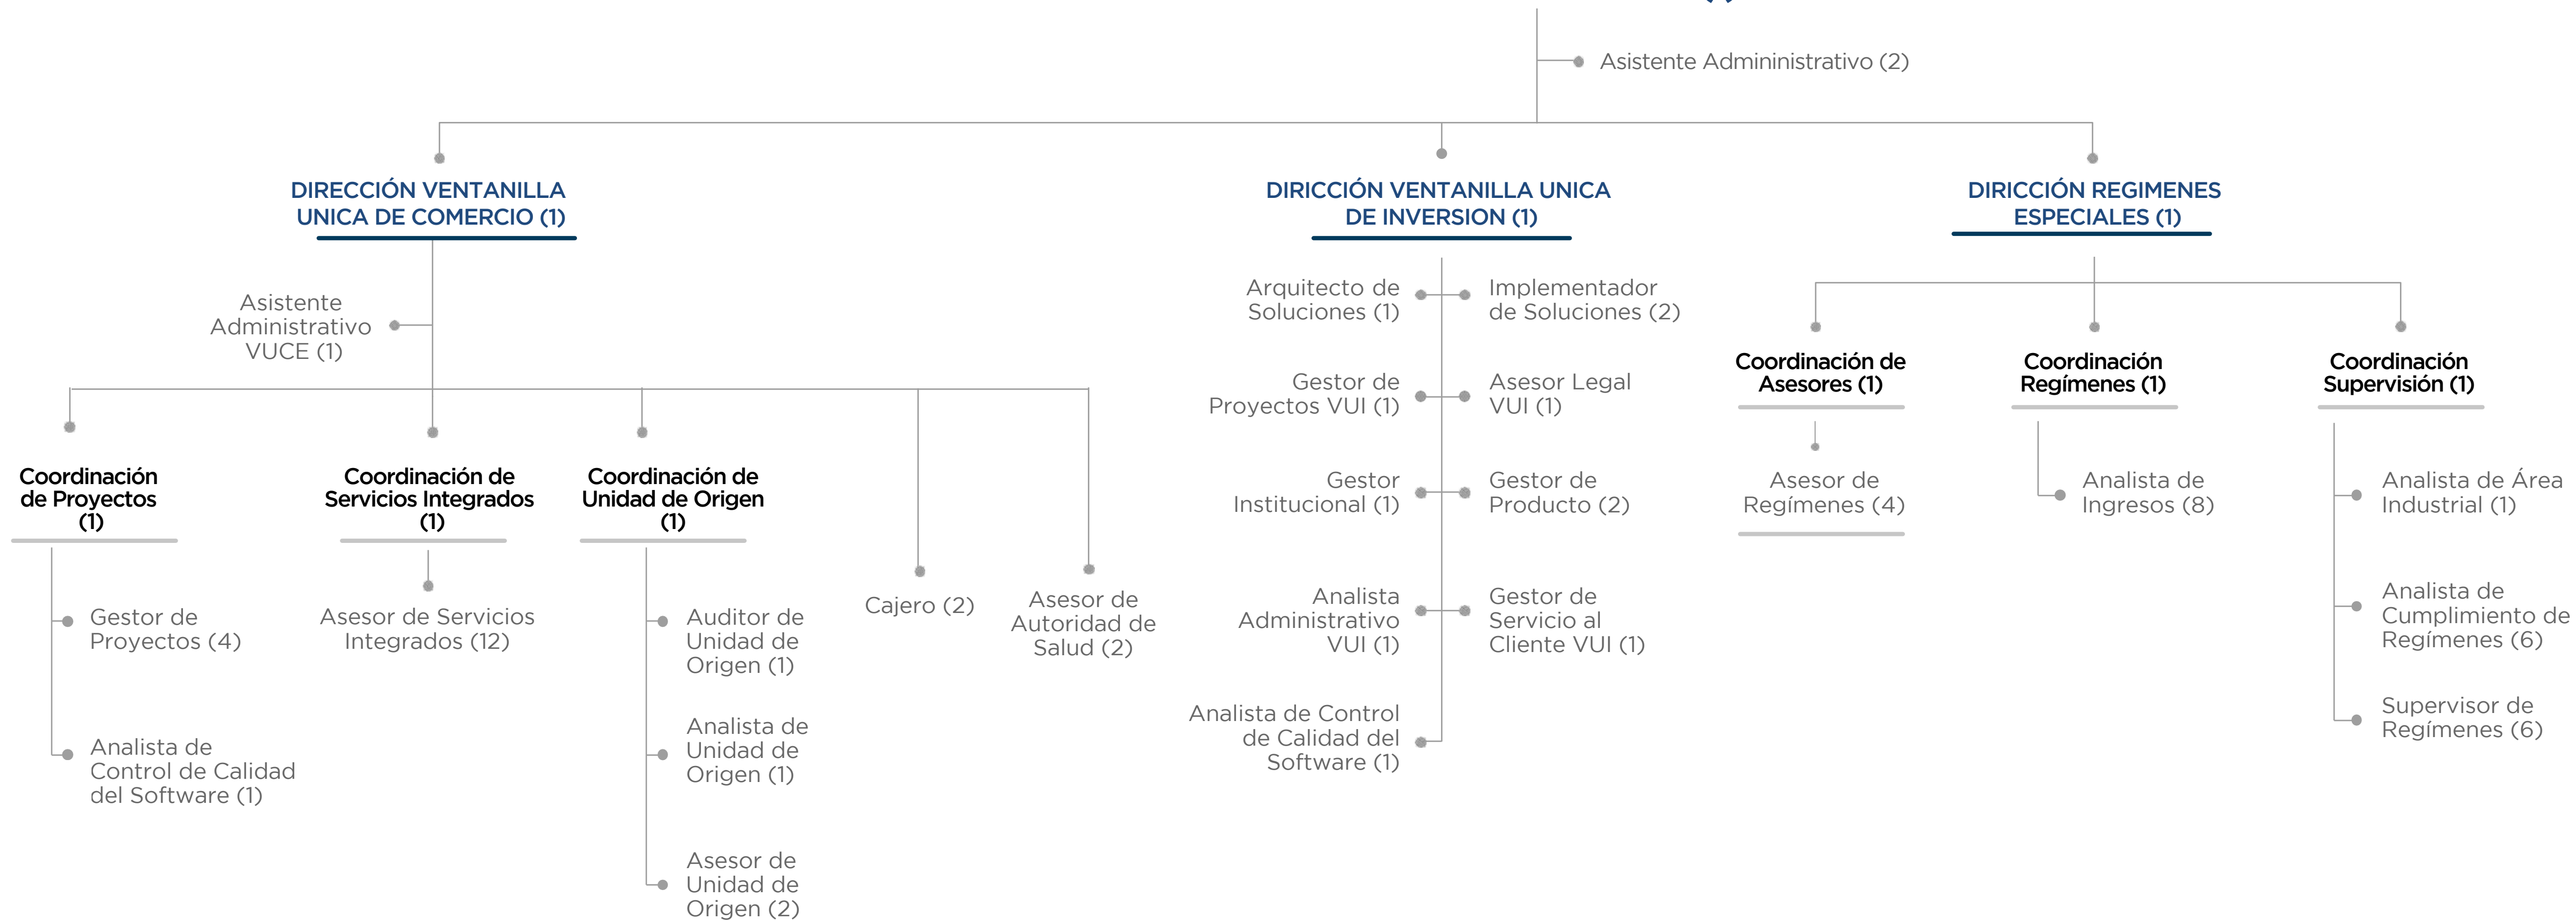 Asistente Admininistrativo (2)
DIRECCIÓN VENTANILLA
UNICA DE COMERCIO (1)
Asistente
Administrativo
VUCE (1)
Coordinación
de Proyectos
(1)
Gestor de
Proyectos (4)
Analista de
Control de Calidad
del Software (1)
Coordinación de
Servicios Integrados
(1)
Asesor de Servicios
Integrados (12)
Coordinación de
Unidad de Origen
(1)
Auditor de
Unidad de
Origen (1)
Analista de
Unidad de
Origen (1)
Asesor de
Unidad de
Origen (2)
Cajero (2)
Asesor de
Autoridad de
Salud (2)
DIRICCIÓN VENTANILLA UNICA
DE INVERSION (1)
Arquitecto de
Soluciones (1)
Implementador
de Soluciones (2)
Gestor de
Proyectos VUI (1)
Asesor Legal
VUI (1)
Gestor
Institucional (1)
Gestor de
Producto (2)
Analista
Administrativo
VUI (1)
Gestor de
Servicio al
Cliente VUI (1)
Analista de Control
de Calidad del
Software (1)
DIRICCIÓN REGIMENES
ESPECIALES (1)
Coordinación de
Asesores (1)
Asesor de
Regímenes (4)
Coordinación
Regímenes (1)
Analista de
Ingresos (8)
Coordinación
Supervisión (1)
Analista de Área
Industrial (1)
Analista de
Cumplimiento de
Regímenes (6)
Supervisor de
Regímenes (6)